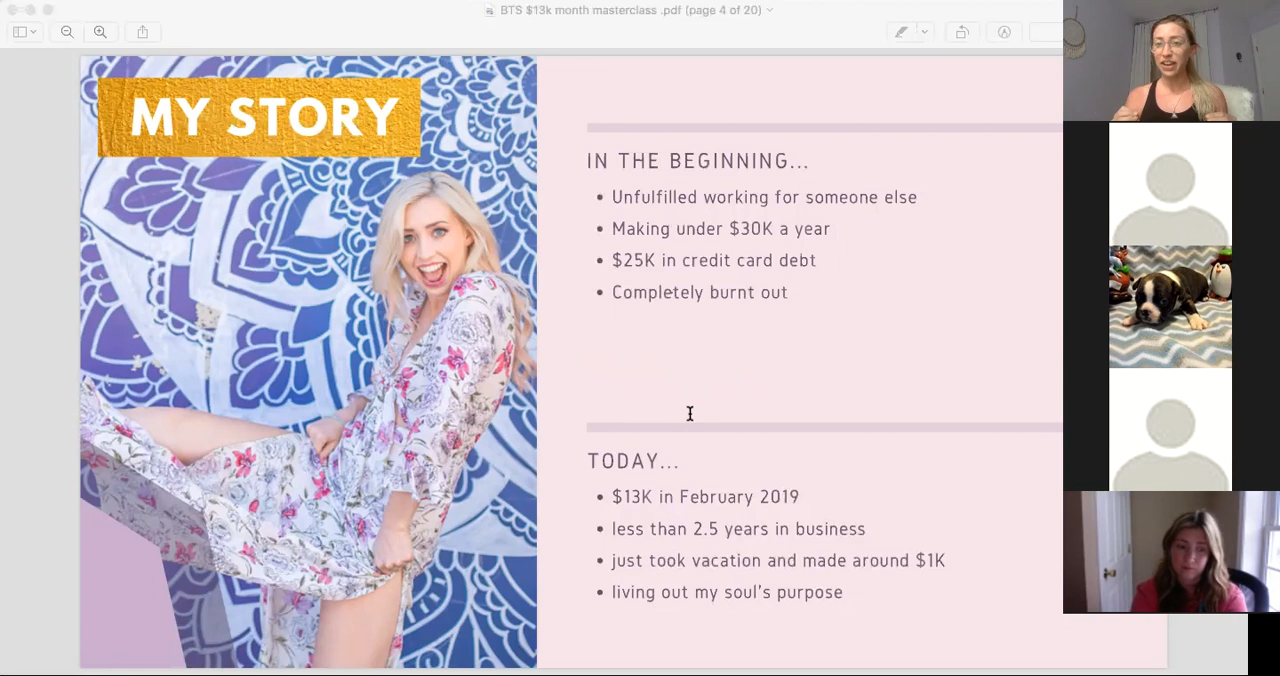 BTS $13k month masterclass .pdf (page 4 of 20)
MY STORY
IN THE BEGINNING...
• Unfulfilled working for someone else
• Making under $30K a year
• $25K in credit card debt
• Completely burnt out
TODAY...
• $13K in February 2019
• less than 2.5 years in business
• just took vacation and made around $1K
• living out my soul's purpose